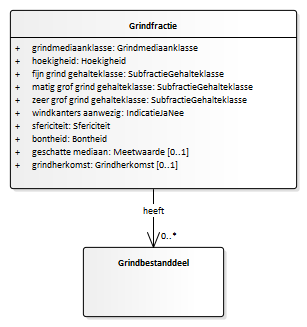 Grindfractie
+ grindmediaanklasse: Grindmediaanklasse
+ hoekigheid: Hoekigheid
+ fijn grind gehalteklasse: SubfractieGehalteklasse
+ matig grof grind gehalteklasse: SubfractieGehalteklasse
+ zeer grof grind gehalteklasse: SubfractieGehalteklasse
+ windkanters aanwezig: IndicatieJaNee
+ sfericiteit: Sfericiteit
+ bontheid: Bontheid
+ geschatte mediaan: Meetwaarde [0..1]
+ grindherkomst: Grindherkomst [0..1]
heeft
0..*
Grindbestanddeel